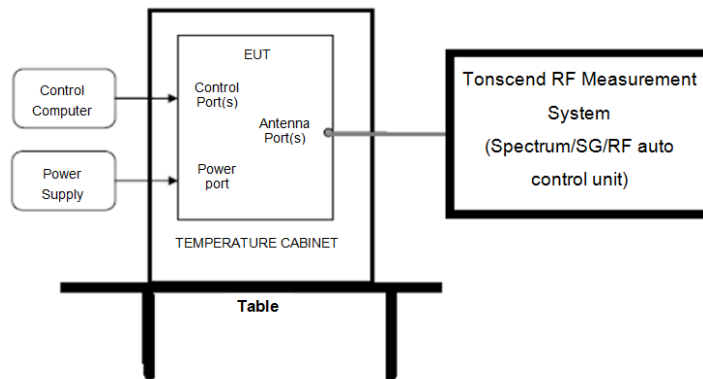 EUT
Control
Computer
Control
Port(s)
Antenna
Port(s)
Power
Supply
Power
port
TEMPERATURE CABINET
Table
Tonscend RF Measurement
System
(Spectrum/SG/RF auto
control unit)